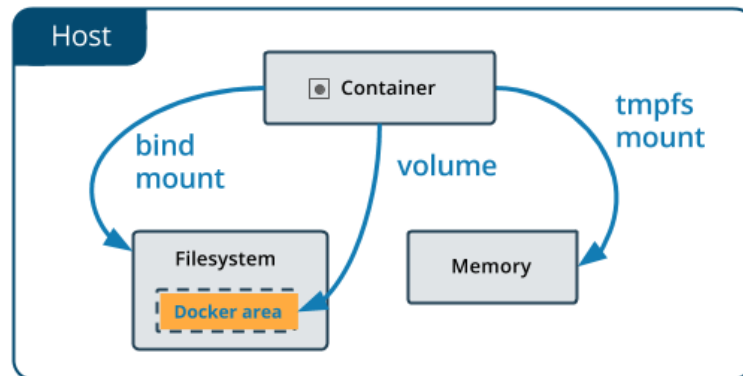 Host
Container
bind
mount
volume
tmpfs
mount
Filesystem
Docker area
Memory